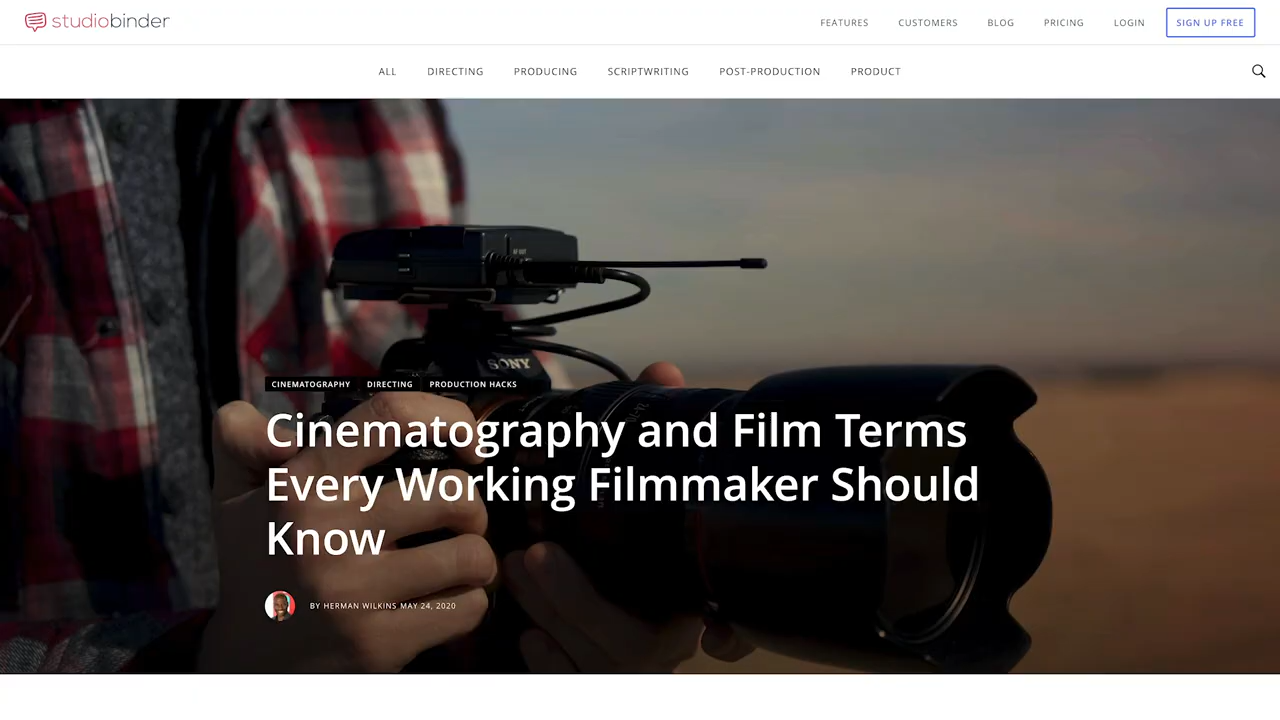 studiobinder
FEATURES CUSTOMERS BLOG PRICING LOGIN SIGN UP FREE
ALL DIRECTING PRODUCING SCRIPTWRITING POST-PRODUCTION PRODUCT
SONY
CINEMATOGRAPHY DIRECTING PRODUCTION HACKS
Cinematography and Film Terms
Every Working Filmmaker Should
Know
BY HERMAN WILKINS MAY 24, 2020